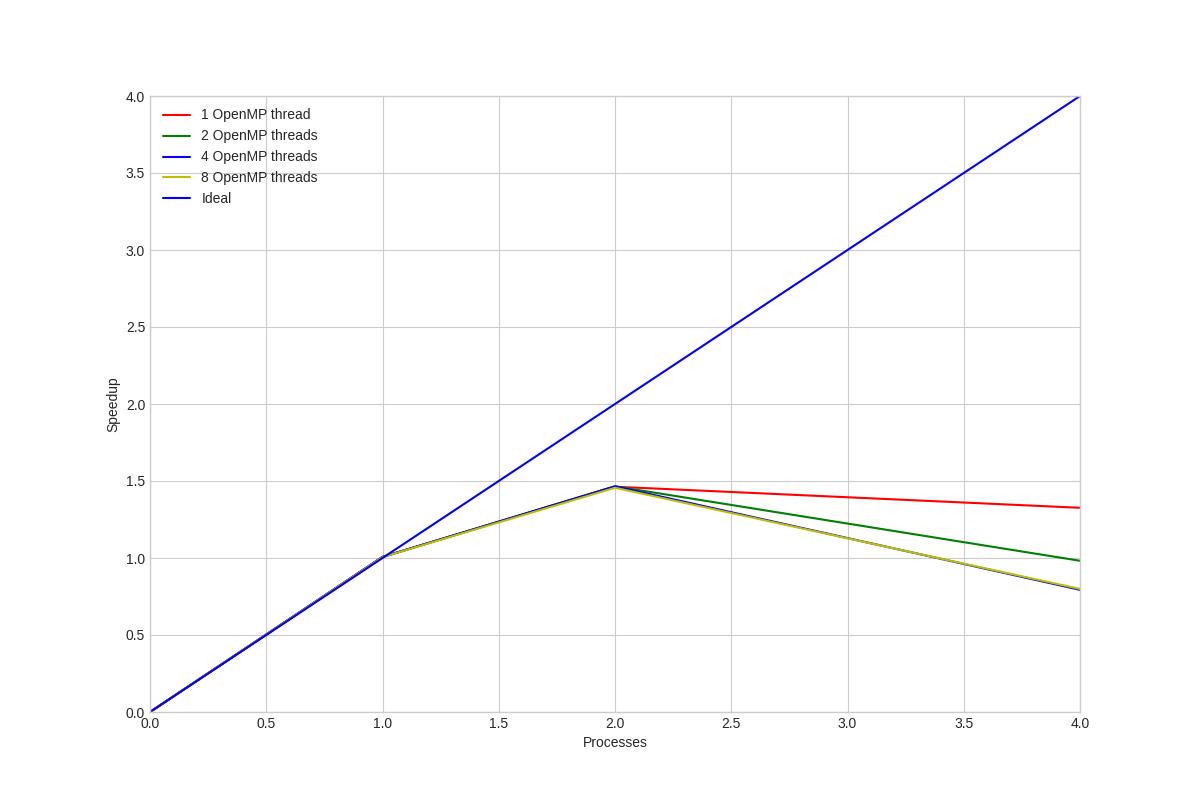 4.0
3.5
3.0
2.5
2.0
1.5
1.0
0.5
0.0
Speedup
1 OpenMP thread
2 OpenMP threads
4 OpenMP threads
8 OpenMP threads
Ideal
0.0 0.5 1.0 1.5 2.0 2.5 3.0 3.5 4.0
Processes